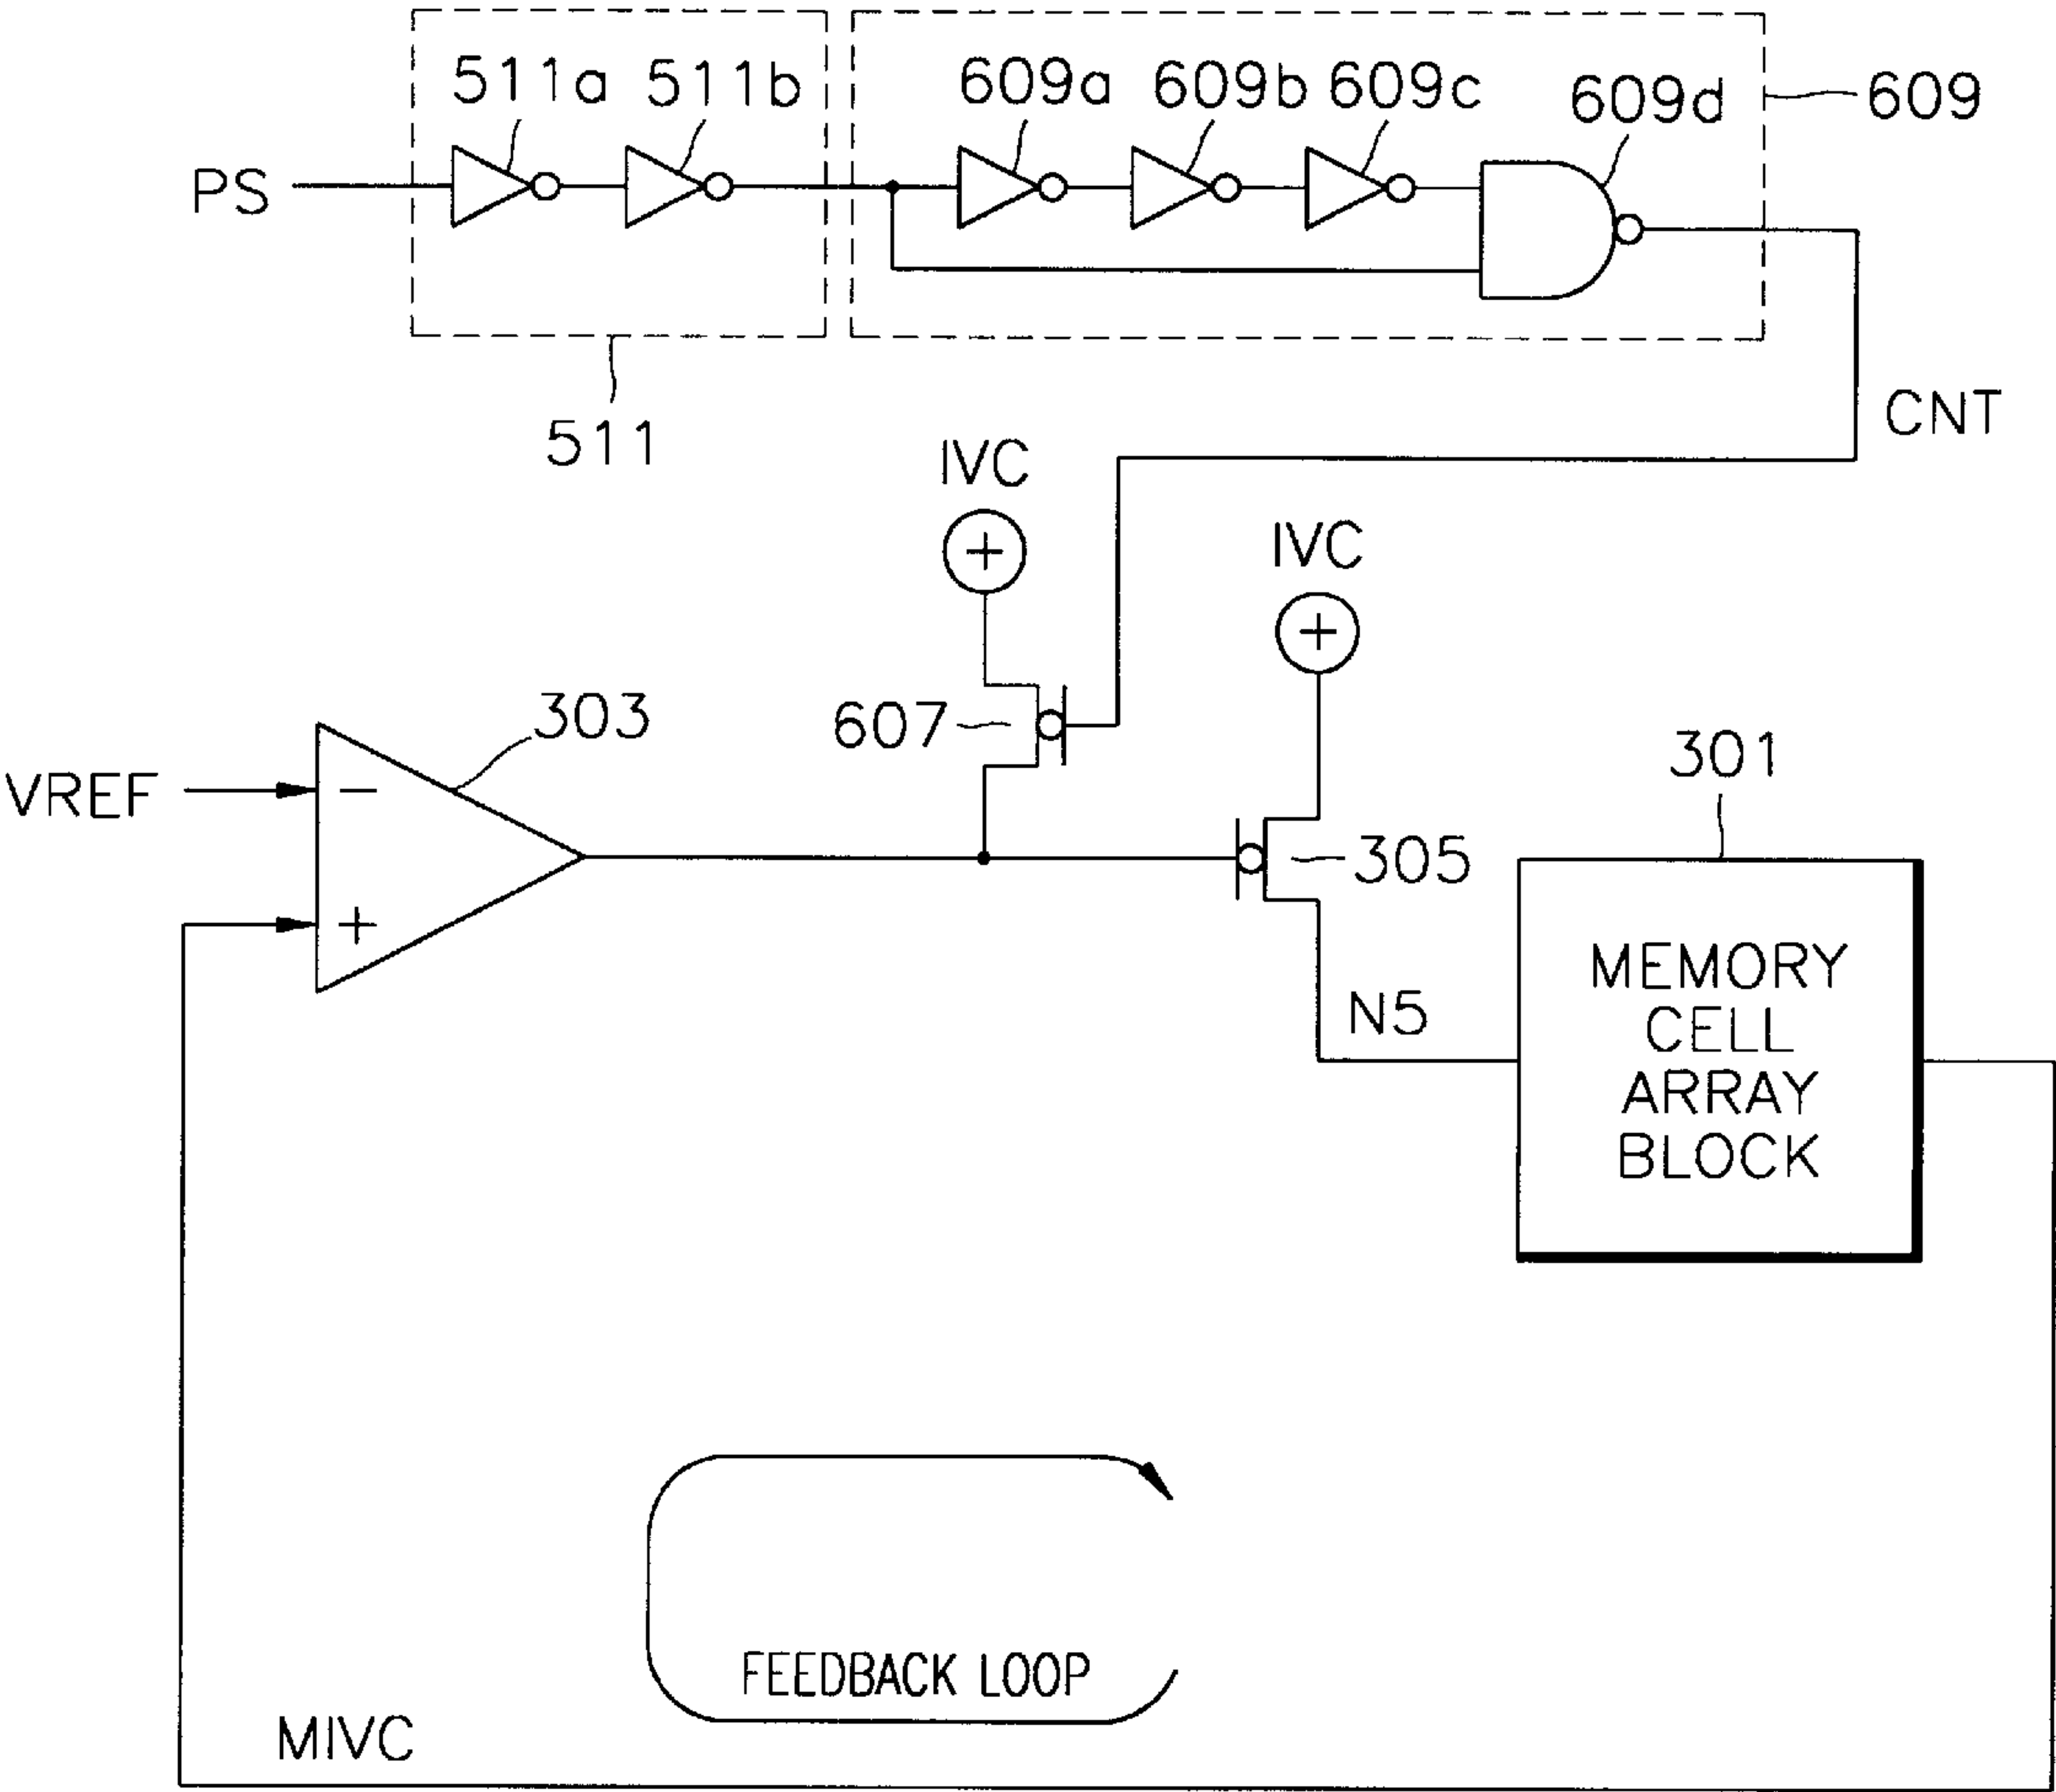 511a 511b 609a 609b 609c 609d 609
PS
511
CNT
IVC
IVC
607
303
VREF
−
+
305
301
N5
MEMORY
CELL
ARRAY
BLOCK
FEEDBACK LOOP
MIVC